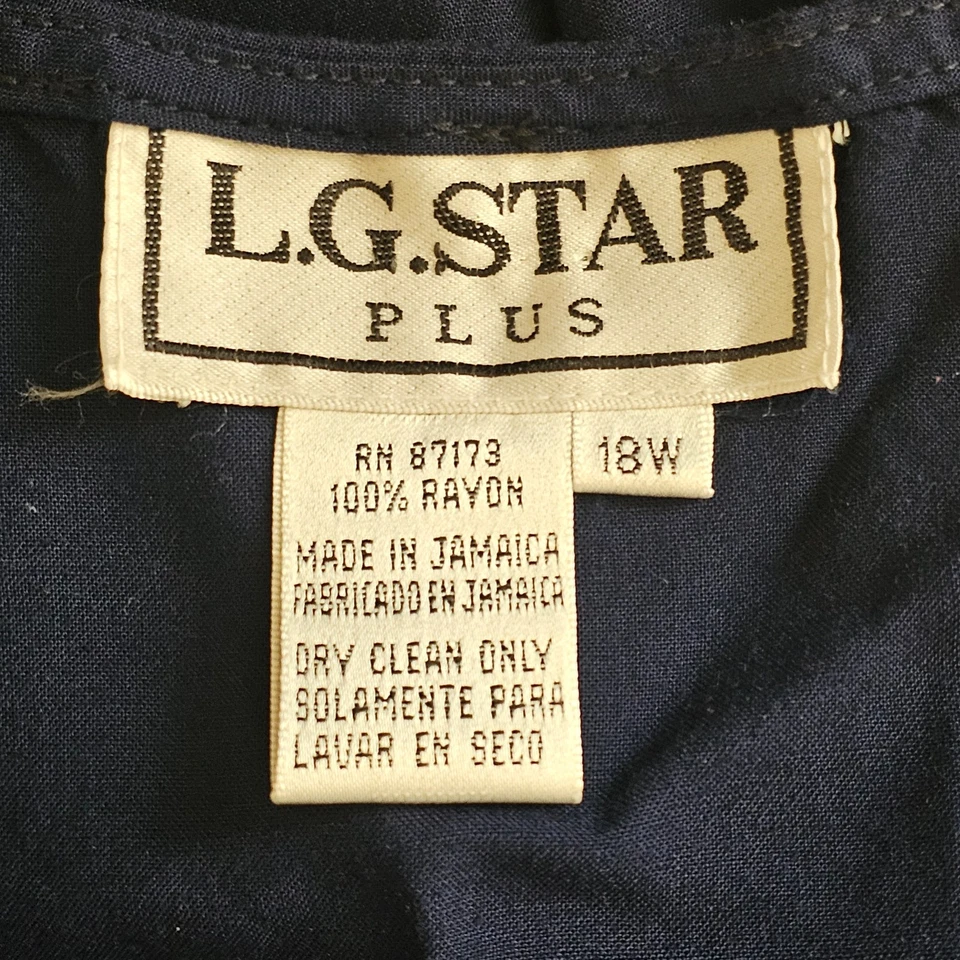 L.G.STAR
PLUS
18W
RN 87173
100% RAYON
MADE IN JAMAICA
FABRICADO EN JAMAICA
DRY CLEAN ONLY
SOLAMENTE PARA
LAVAR EN SECO